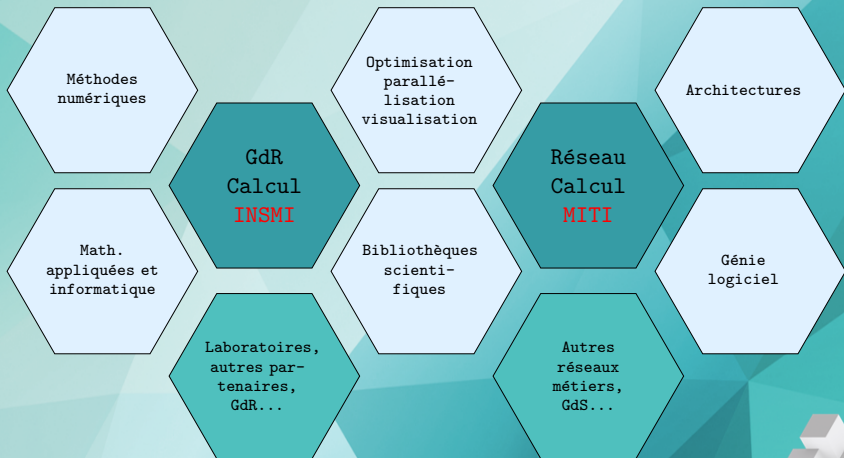 Méthodes
numériques
Optimisation
parallé-
lisation
visualisation
Architectures
GdR
Calcul
INSMI
Réseau
Calcul
MITI
Math.
appliquées et
informatique
Bibliothèques
scienti-
fiques
Génie
logiciel
Laboratoires,
autres par-
tenaires,
GdR...
Autres
réseaux
métiers,
GdS...